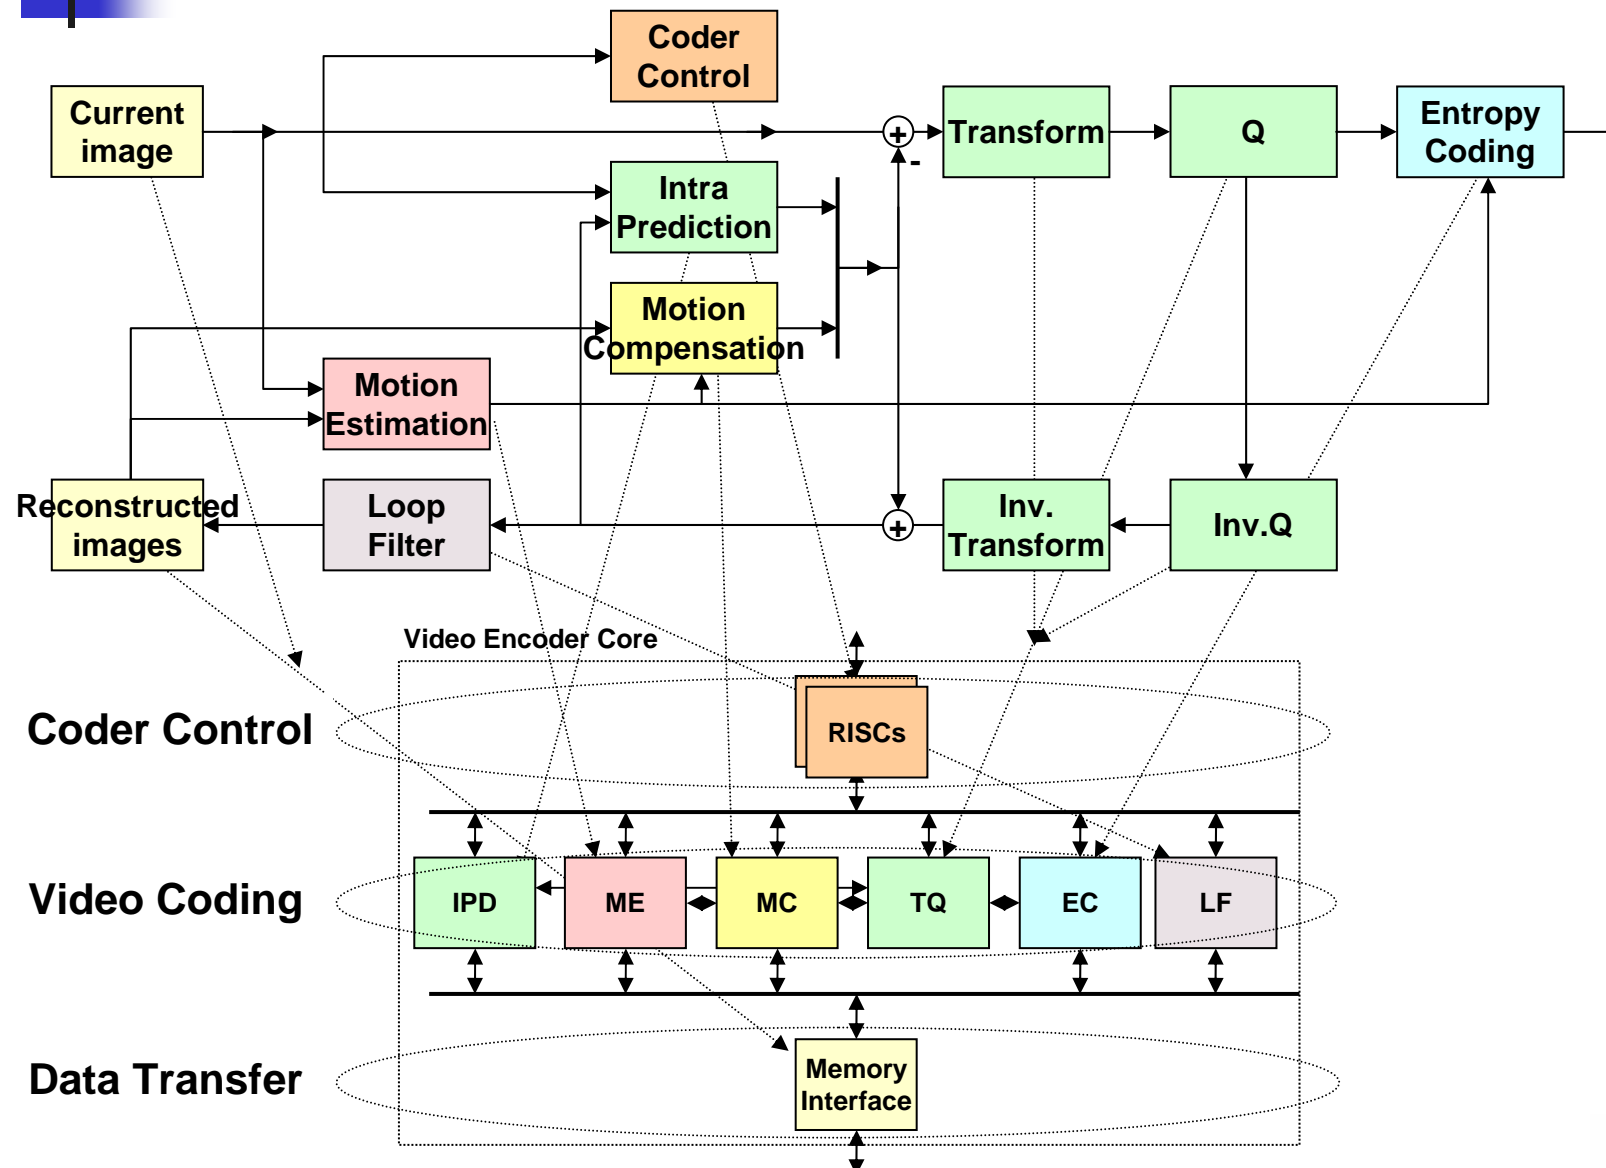 Coder
Control
Current
image
+
-
Transform
Q
Entropy
Coding
Intra
Prediction
Motion
Compensation
Motion
Estimation
Reconstructed
images
Loop
Filter
+
Inv.
Transform
Inv.Q
Video Encoder Core
Coder Control
RISCs
Video Coding
IPD
ME
MC
TQ
EC
LF
Data Transfer
Memory
Interface